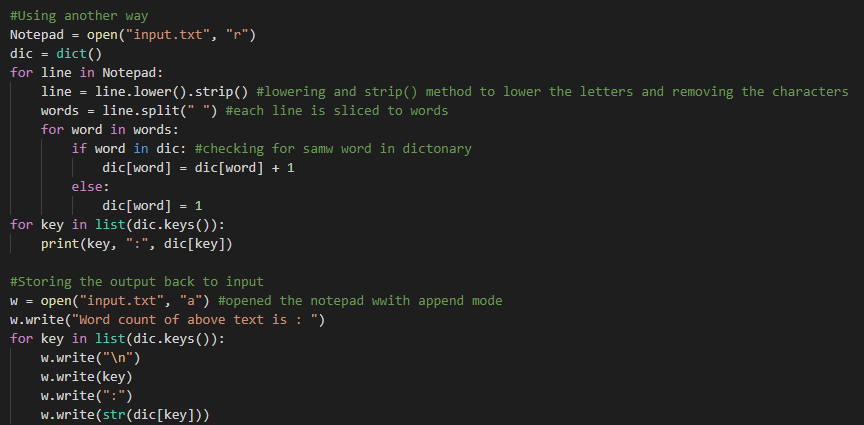 #Using another way
Notepad = open("input.txt", "r")
dic = dict()
for line in Notepad:
    line = line.lower().strip() #lowering and strip() method to lower the letters and removing the characters
    words = line.split(" ") #each line is sliced to words
    for word in words:
        if word in dic: #checking for samw word in dictonary
            dic[word] = dic[word] + 1
        else:
            dic[word] = 1
for key in list(dic.keys()):
    print(key, ":", dic[key])

#Storing the output back to input
w = open("input.txt", "a") #opened the notepad wwith append mode
w.write("Word count of above text is : ")
for key in list(dic.keys()):
    w.write("\n")
    w.write(key)
    w.write(":")
    w.write(str(dic[key]))